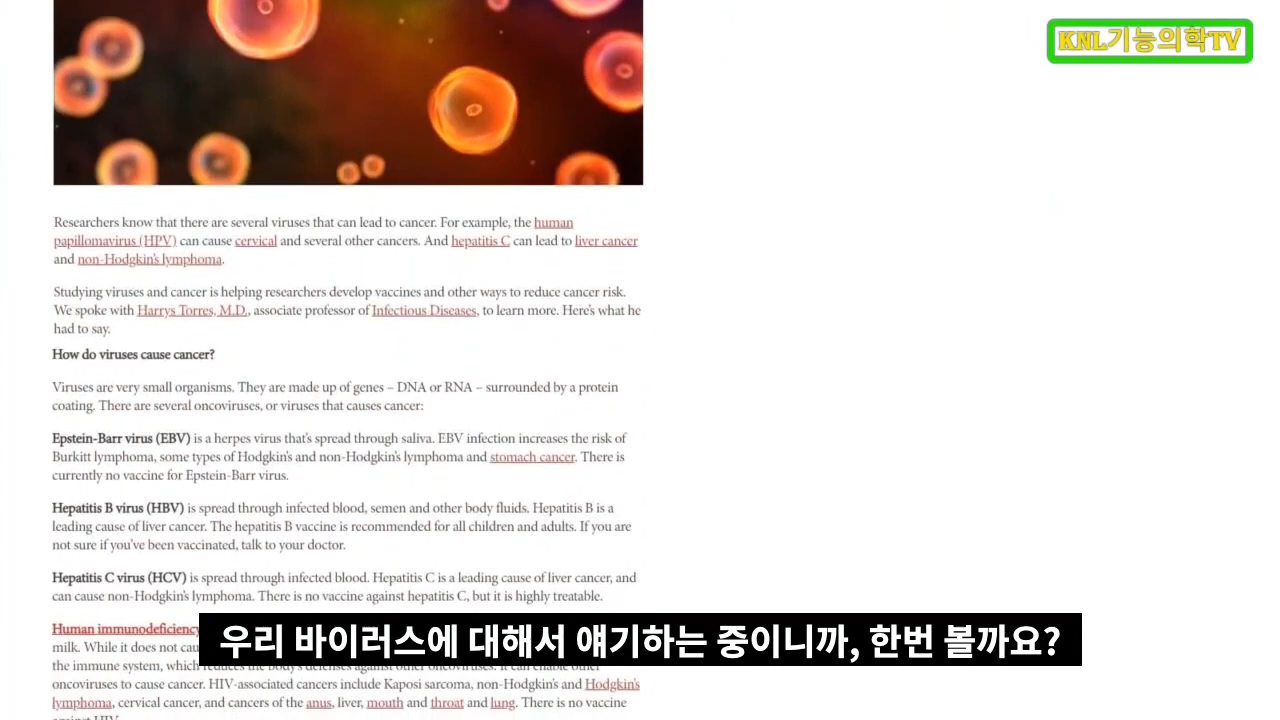 KNL기능의학TV
Researchers know that there are several viruses that can lead to cancer. For example, the human
papillomavirus (HPV) can cause cervical and several other cancers. And hepatitis C can lead to liver cancer
and non-Hodgkin's lymphoma.
Studying viruses and cancer is helping researchers develop vaccines and other ways to reduce cancer risk.
We spoke with Harrys Torres, M.D., associate professor of Infectious Diseases, to learn more. Here's what he
had to say.
How do viruses cause cancer?
Viruses are very small organisms. They are made up of genes – DNA or RNA – surrounded by a protein
coating. There are several oncoviruses, or viruses that causes cancer:
Epstein-Barr virus (EBV) is a herpes virus that's spread through saliva. EBV infection increases the risk of
Burkitt lymphoma, some types of Hodgkin's and non-Hodgkin's lymphoma and stomach cancer. There is
currently no vaccine for Epstein-Barr virus.
Hepatitis B virus (HBV) is spread through infected blood, semen and other body fluids. Hepatitis B is a
leading cause of liver cancer. The hepatitis B vaccine is recommended for all children and adults. If you are
not sure if you've been vaccinated, talk to your doctor.
Hepatitis C virus (HCV) is spread through infected blood. Hepatitis C is a leading cause of liver cancer, and
can cause non-Hodgkin's lymphoma. There is no vaccine against hepatitis C, but it is highly treatable.
Human immunodeficiency
우리 바이러스에 대해서 얘기하는 중이니까, 한번 볼까요?
milk. While it does not
the immune system, which reduces the body's defenses against other oncoviruses. It can enable other
oncoviruses to cause cancer. HIV-associated cancers include Kaposi sarcoma, non-Hodgkin's and Hodgkin's
lymphoma, cervical cancer, and cancers of the anus, liver, mouth and throat and lung. There is no vaccine
against HIV.